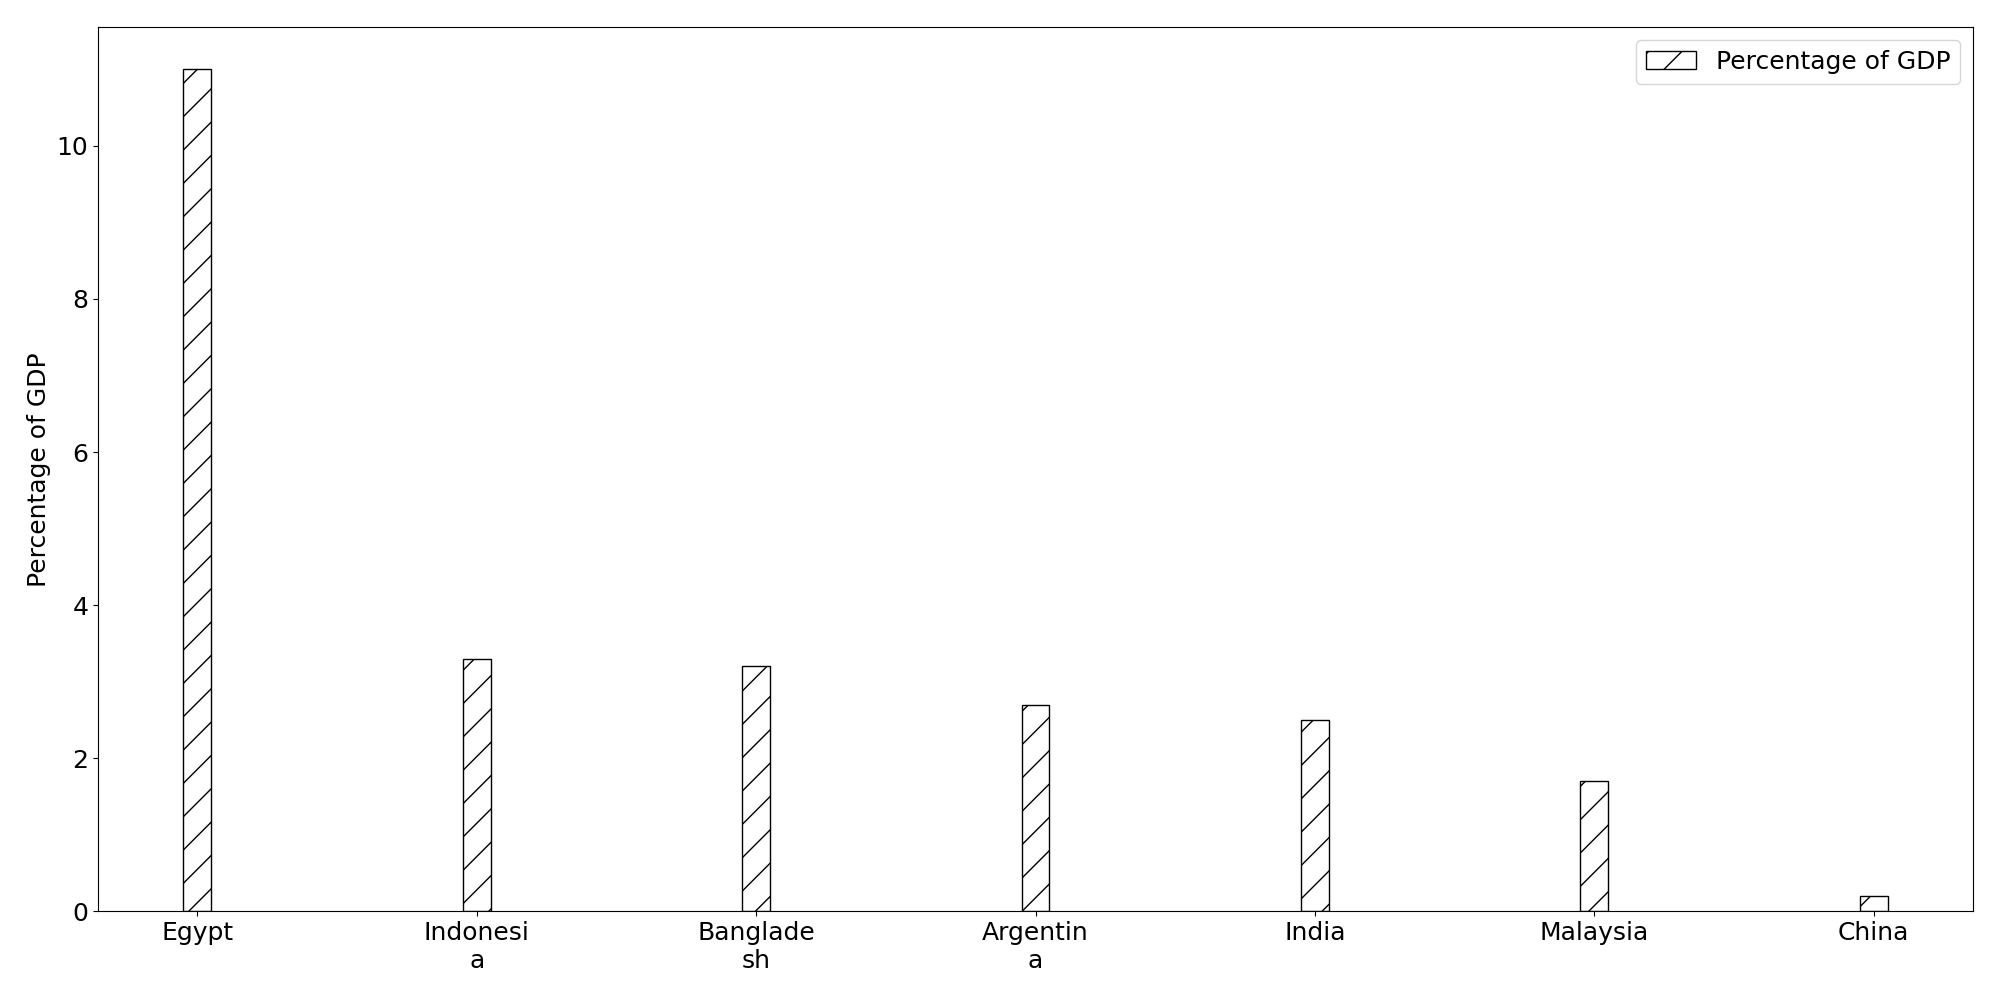 Percentage of GDP
10
8
6
4
2
0
Percentage of GDP
Egypt
Indonesi
a
Banglade
sh
Argentin
a
India
Malaysia
China